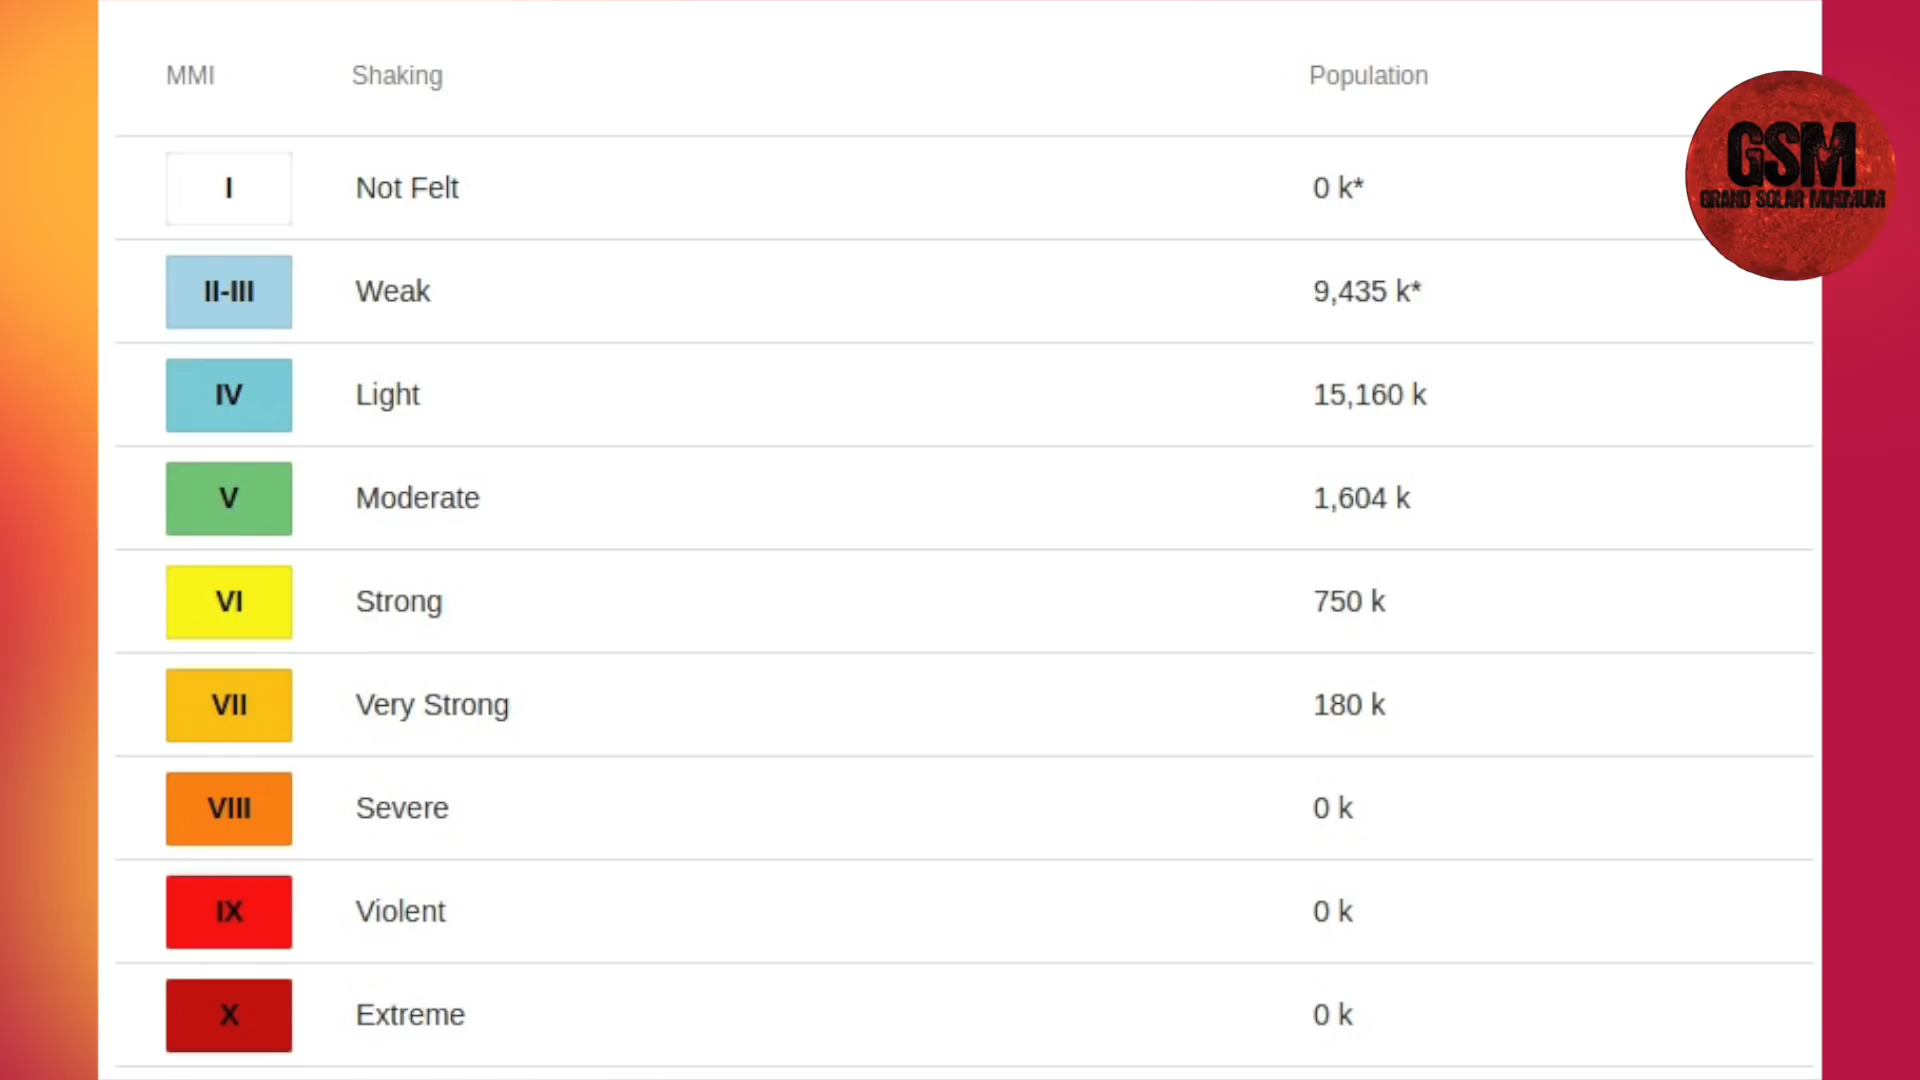 MMI Shaking Population
I Not Felt 0 k*
II-III Weak 9,435 k*
IV Light 15,160 k
V Moderate 1,604 k
VI Strong 750 k
VII Very Strong 180 k
VIII Severe 0 k
IX Violent 0 k
X Extreme 0 k
GSM
GRAND SOLAR MINIMUM